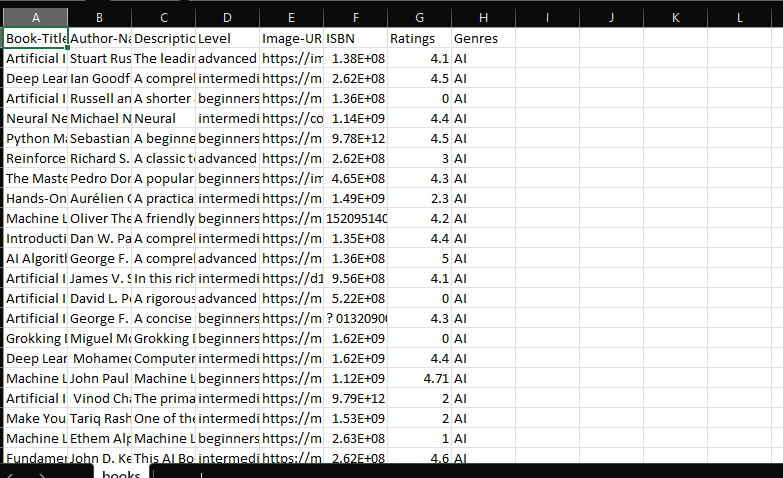 A B C D E F G H I J K L
Book-Title Author-Na Descriptic Level Image-UR ISBN Ratings Genres
Artificial I Stuart Rus The leadir advanced https://im 1.38E+08 4.1 AI
Deep Lear Ian Goodf A comprel intermedi https://m 2.62E+08 4.5 AI
Artificial I Russell an A shorter beginners https://m 1.36E+08 0 AI
Neural Ne Michael N Neural intermedi https://co 1.14E+09 4.4 AI
Python Ma Sebastian A beginne beginners https://m 9.78E+12 4.5 AI
Reinforce Richard S. A classic t advanced https://m 2.62E+08 3 AI
The Maste Pedro Dor A popular beginners https://im 4.65E+08 4.3 AI
Hands-On Aurélien A practica intermedi https://m 1.49E+09 2.3 AI
Machine L Oliver The A friendly beginners https://m 152095140 4.2 AI
Introducti Dan W. Pa A comprel intermedi https://m 1.35E+08 4.4 AI
AI Algorit George F. A comprel advanced https://m 1.36E+08 5 AI
Artificial I James V. S In this rich intermedi https://d1 9.56E+08 4.1 AI
Artificial I David L. P A rigorous advanced https://m 5.22E+08 0 AI
Artificial I George F. A concise beginners https://m ? 0132090 4.3 AI
Grokking Miguel Mo Grokking beginners https://m 1.62E+09 0 AI
Deep Lear Mohamed Computer intermedi https://m 1.62E+09 4.4 AI
Machine L John Paul Machine L beginners https://m 1.12E+09 4.71 AI
Artificial I Vinod Cha The prima intermedi https://m 9.79E+12 2 AI
Make You Tariq Rash One of the intermedi https://m 1.53E+09 2 AI
Machine L Ethem Alp Machine L beginners https://m 2.63E+08 1 AI
Fundamer John D. Ke This AI Bo intermedi https://m 2.62E+08 4.6 AI
books